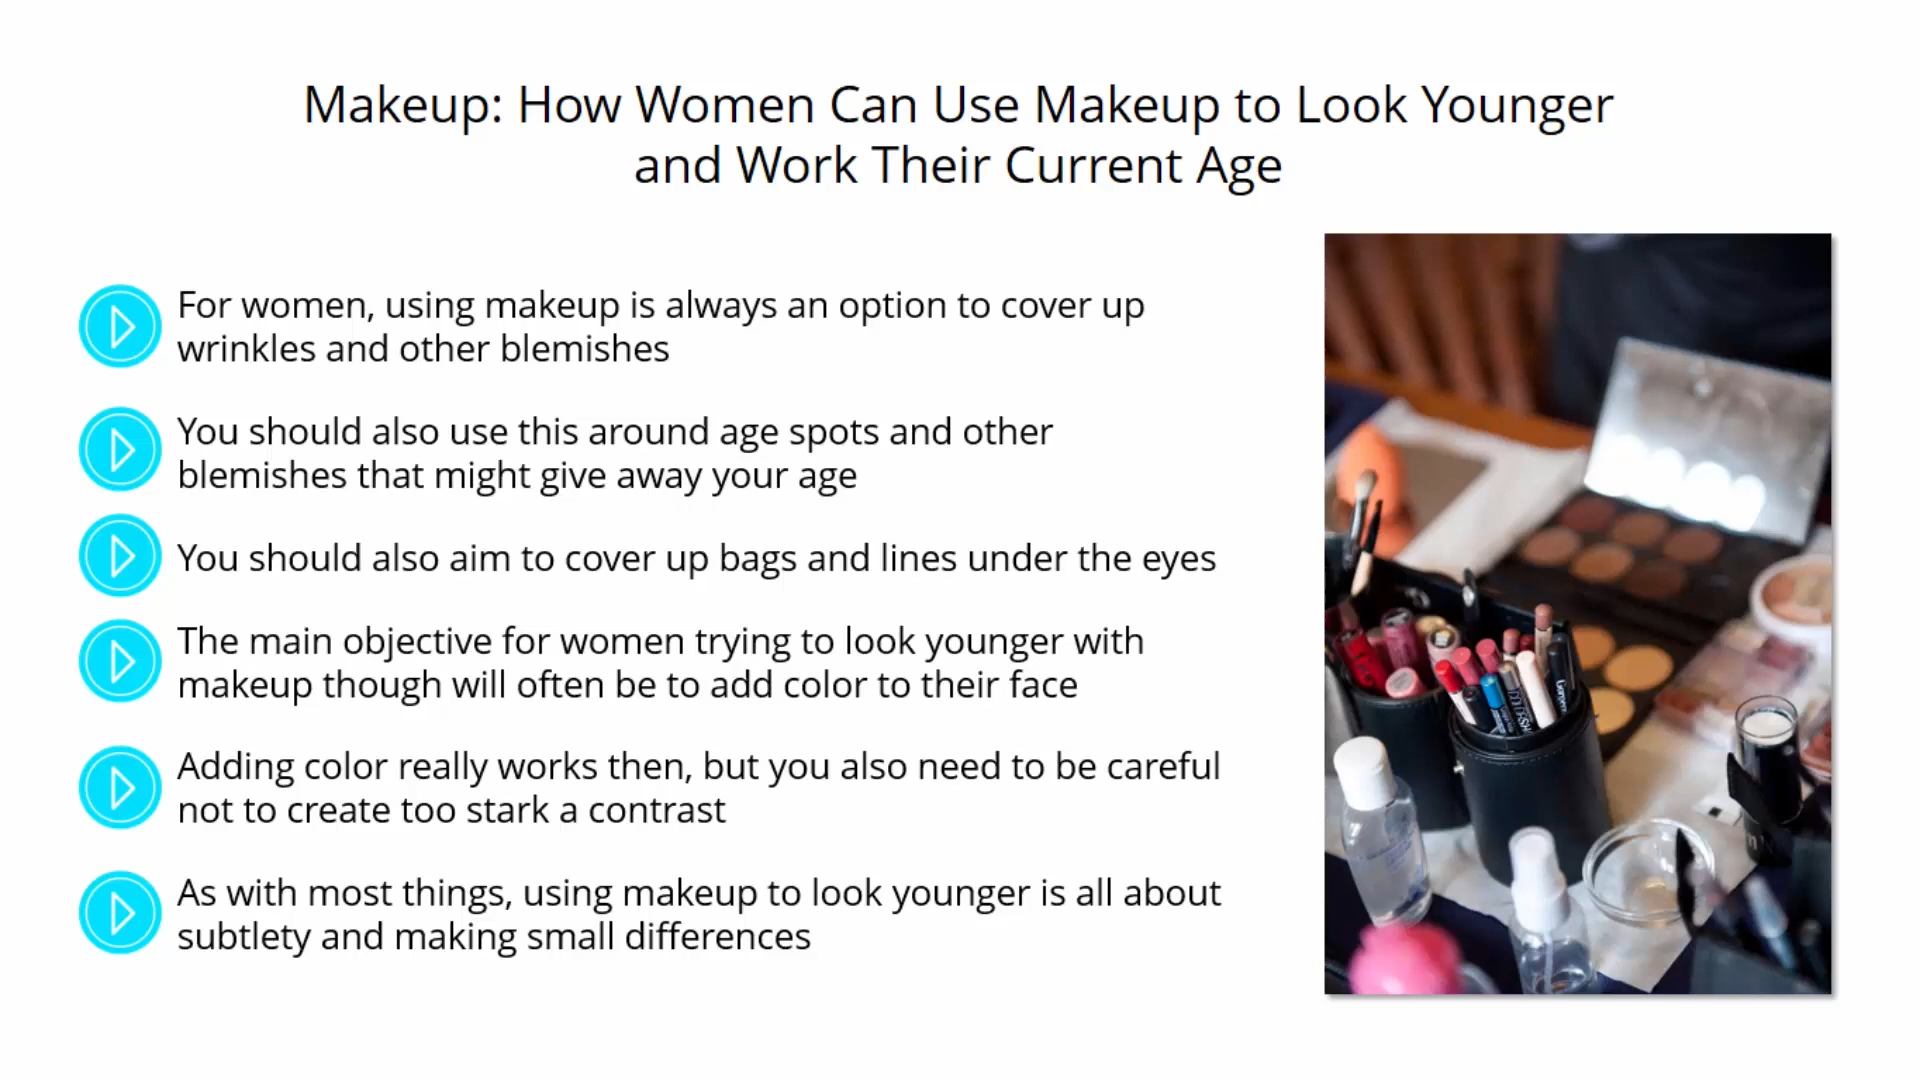 Makeup: How Women Can Use Makeup to Look Younger
and Work Their Current Age
For women, using makeup is always an option to cover up
wrinkles and other blemishes
You should also use this around age spots and other
blemishes that might give away your age
You should also aim to cover up bags and lines under the eyes
The main objective for women trying to look younger with
makeup though will often be to add color to their face
Adding color really works then, but you also need to be careful
not to create too stark a contrast
As with most things, using makeup to look younger is all about
subtlety and making small differences